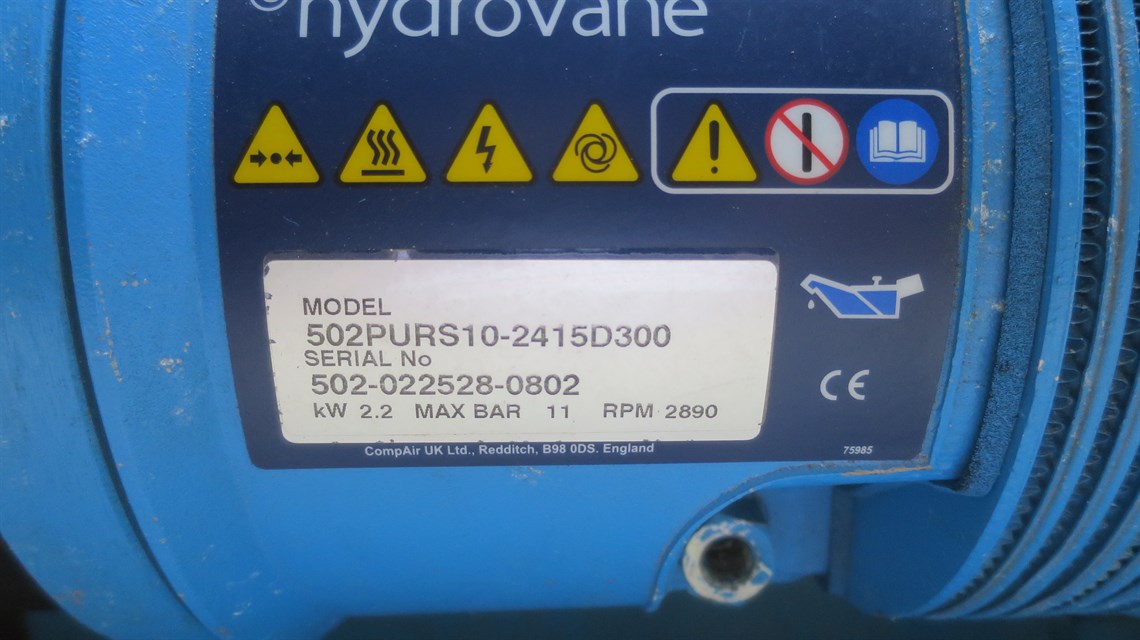 hydrovane
MODEL
502PURS10-2415D300
SERIAL No
502-022528-0802
kW 2.2 MAX BAR 11 RPM 2890
CE
CompAir UK Ltd., Redditch, B98 0DS. England
75985